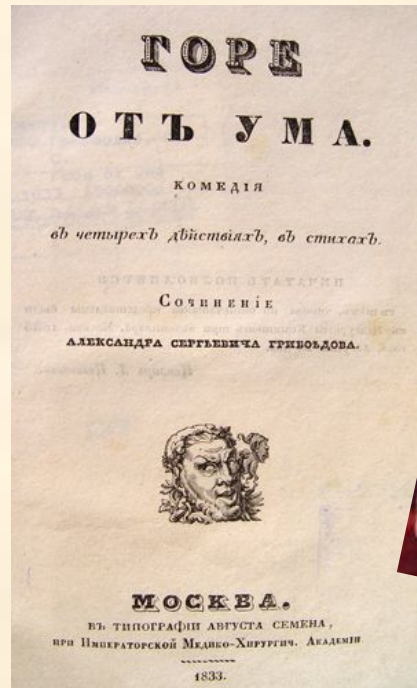 ГОРЕ
ОТЪ УМА.
КОМЕДІЯ
въ четырехъ дѣйствіяхъ, въ стихахъ.
Сочиненіе
АЛЕКСАНДРА СЕРГѢЕВИЧА ГРИБОѢДОВА.
МОСКВА.
ВЪ ТИПОГРАФІИ АВГУСТА СЕМЕНА,
ПРИ ИМПЕРАТОРСКОЙ МЕДИКО-ХИРУРГИЧ. АКАДЕМІИ
1833.